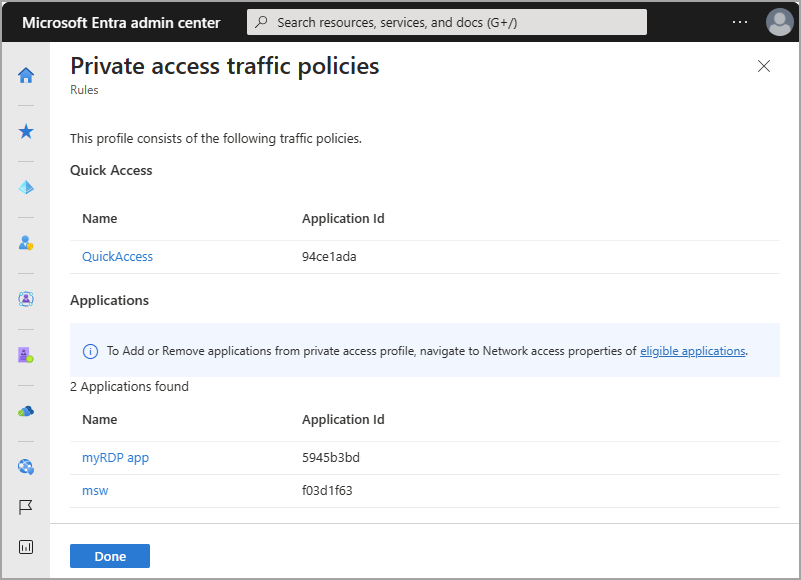 Microsoft Entra admin center
Search resources, services, and docs (G+/)
Private access traffic policies
Rules
This profile consists of the following traffic policies.
Quick Access
Name Application Id
QuickAccess 94ce1ada
Applications
To Add or Remove applications from private access profile, navigate to Network access properties of eligible applications.
2 Applications found
Name Application Id
myRDP app 5945b3bd
msw f03d1f63
Done